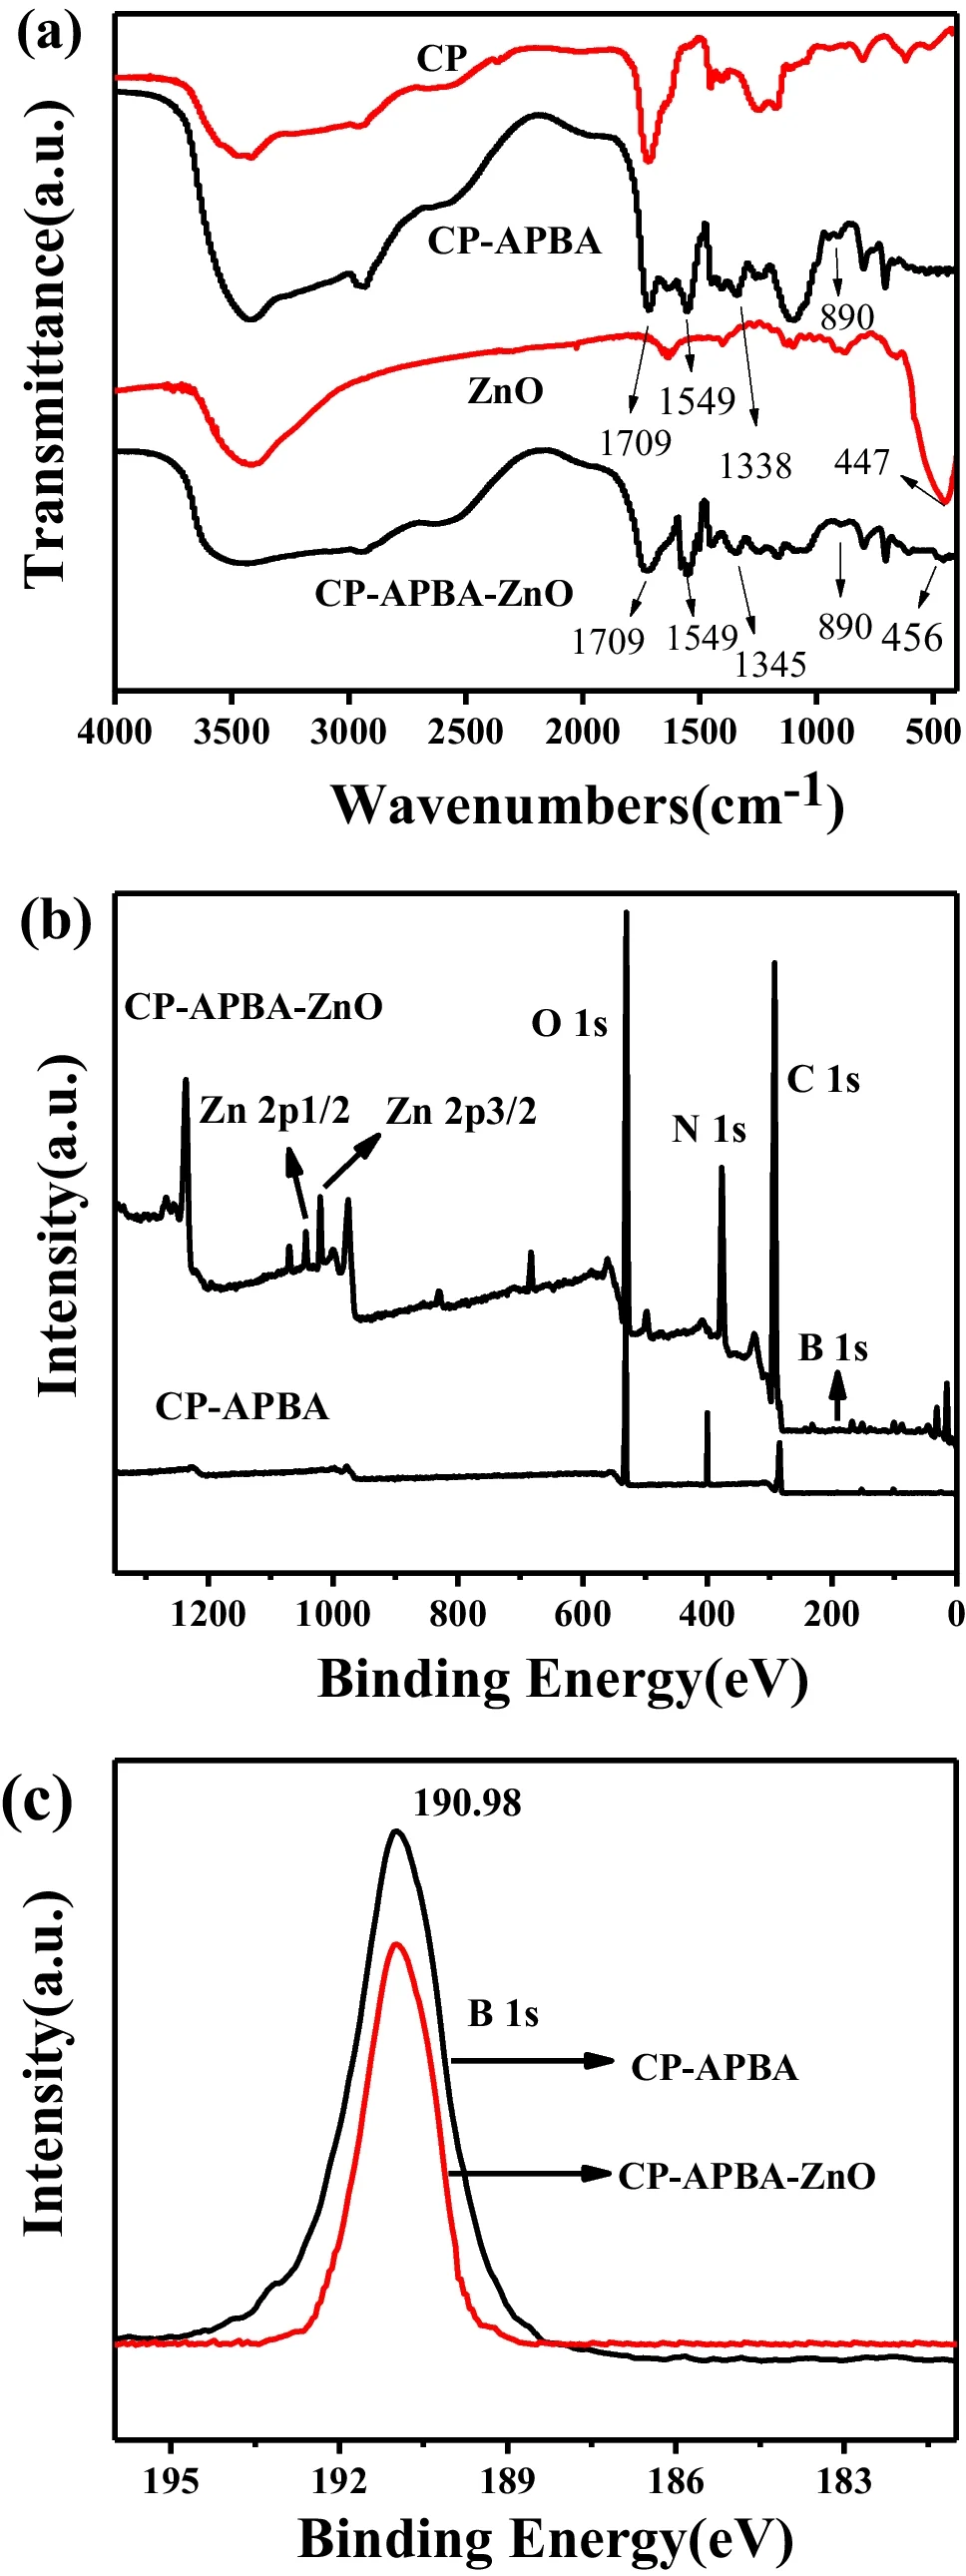 (a)
CP
CP-APBA
890
ZnO
1549
1709
1338
447
CP-APBA-ZnO
1709
1549
1345
890
456
Transmittance(a.u.)
4000 3500 3000 2500 2000 1500 1000 500
Wavenumbers(cm⁻¹)
(b)
CP-APBA-ZnO
O 1s
C 1s
Zn 2p1/2
Zn 2p3/2
N 1s
B 1s
CP-APBA
Intensity(a.u.)
1200 1000 800 600 400 200 0
Binding Energy(eV)
(c)
190.98
B 1s
CP-APBA
CP-APBA-ZnO
Intensity(a.u.)
195 192 189 186 183
Binding Energy(eV)